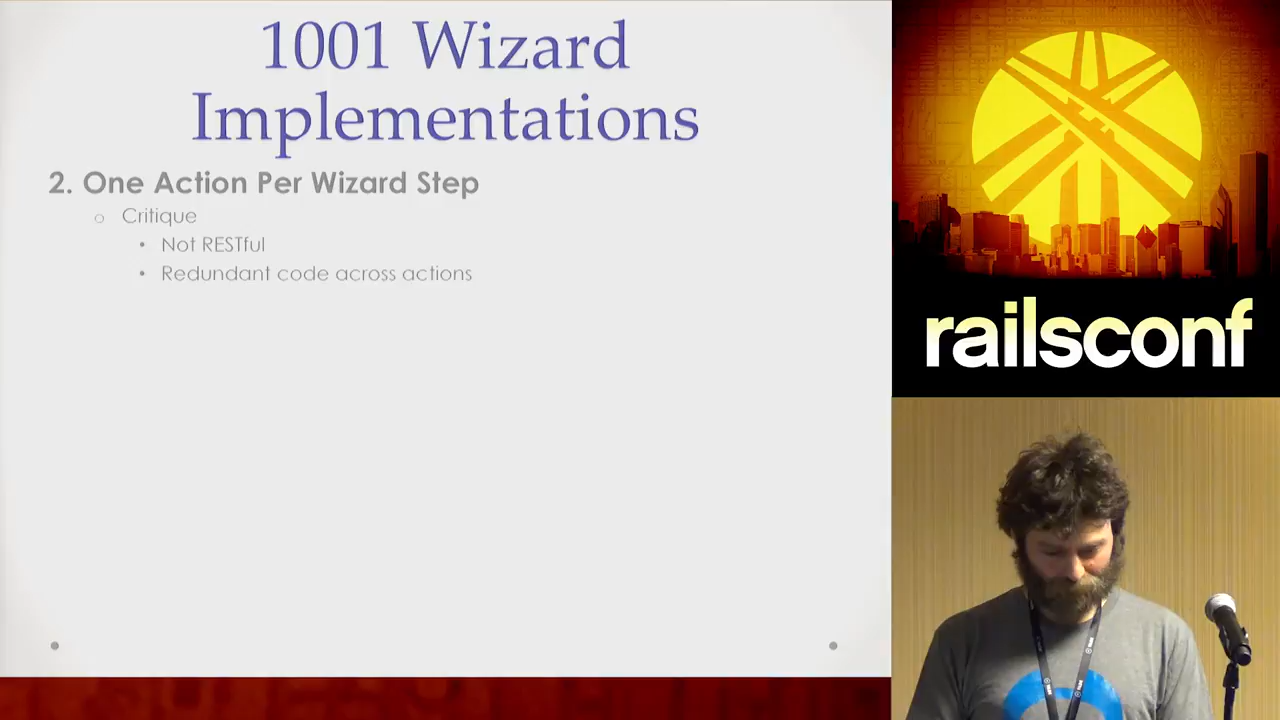 1001 Wizard
Implementations
2. One Action Per Wizard Step
Critique
Not RESTful
Redundant code across actions
railsconf